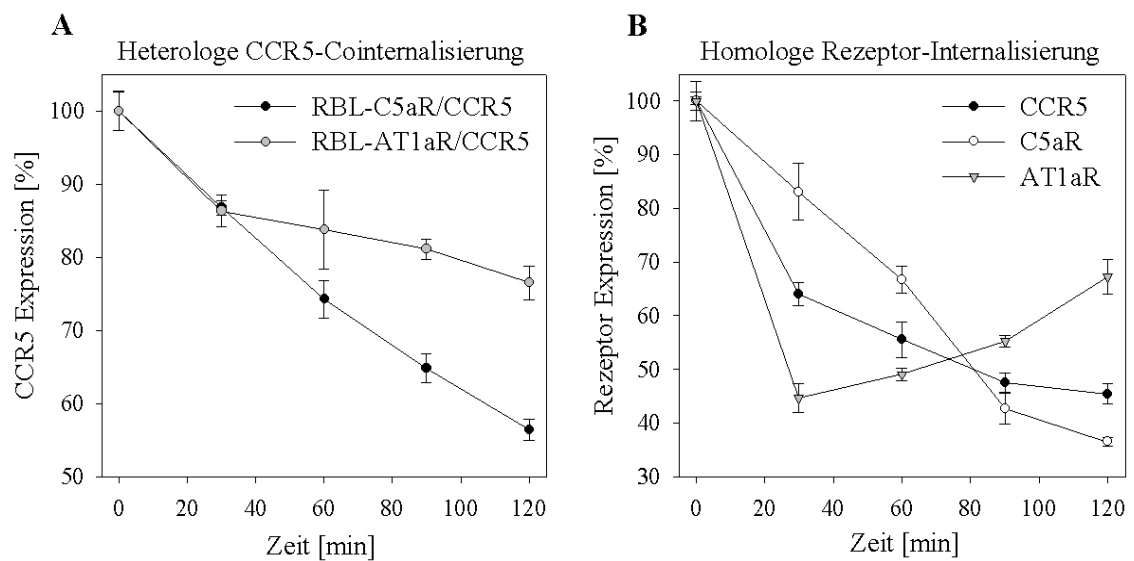 A
Heterologe CCR5-Cointernalisierung
RBL-C5aR/CCR5
RBL-AT1aR/CCR5
CCR5 Expression [%]
100
90
80
70
60
50
0 20 40 60 80 100 120
Zeit [min]
B
Homologe Rezeptor-Internalisierung
CCR5
C5aR
AT1aR
Rezeptor Expression [%]
100
90
80
70
60
50
40
30
0 20 40 60 80 100 120
Zeit [min]